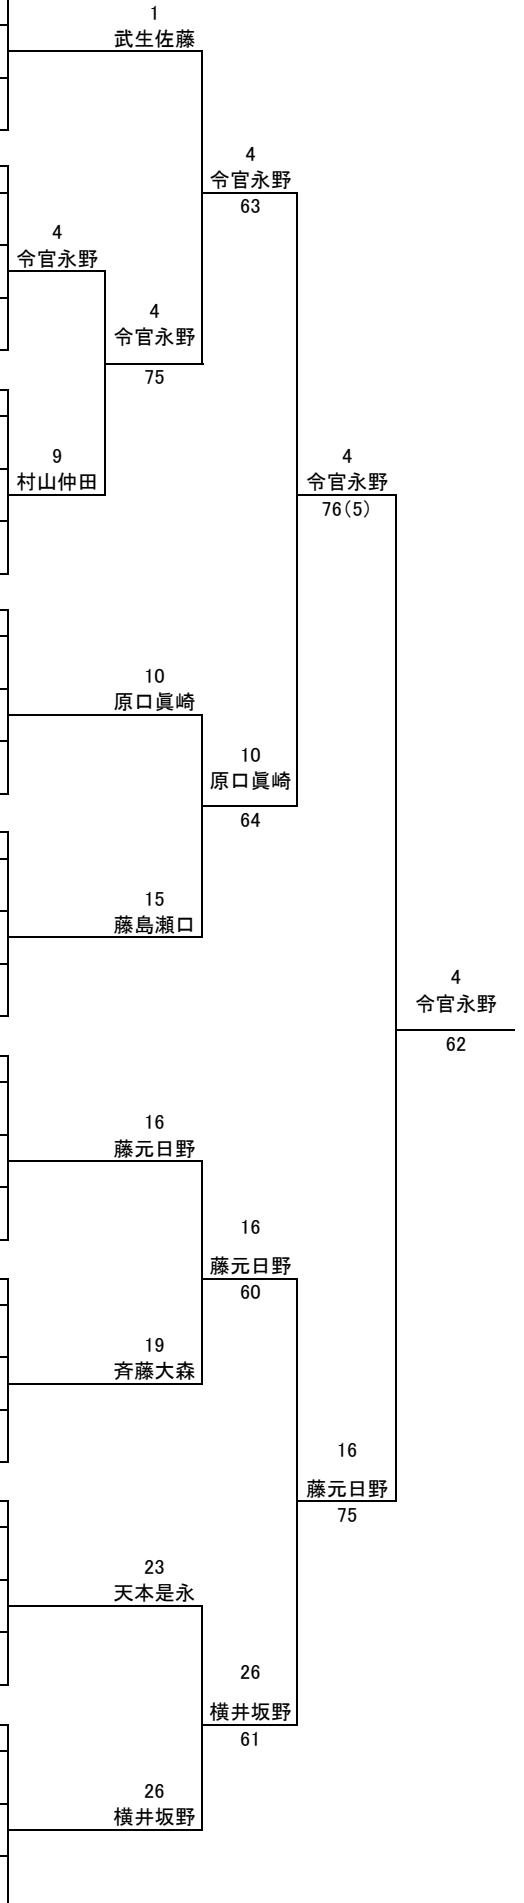 1
武生佐藤
4
令官永野
63
4
令官永野
4
令官永野
75
9
村山仲田
4
令官永野
76(5)
10
原口眞崎
10
原口眞崎
64
15
藤島瀬口
4
令官永野
62
16
藤元日野
16
藤元日野
60
19
斉藤大森
16
藤元日野
75
23
天本是永
26
横井坂野
61
26
横井坂野